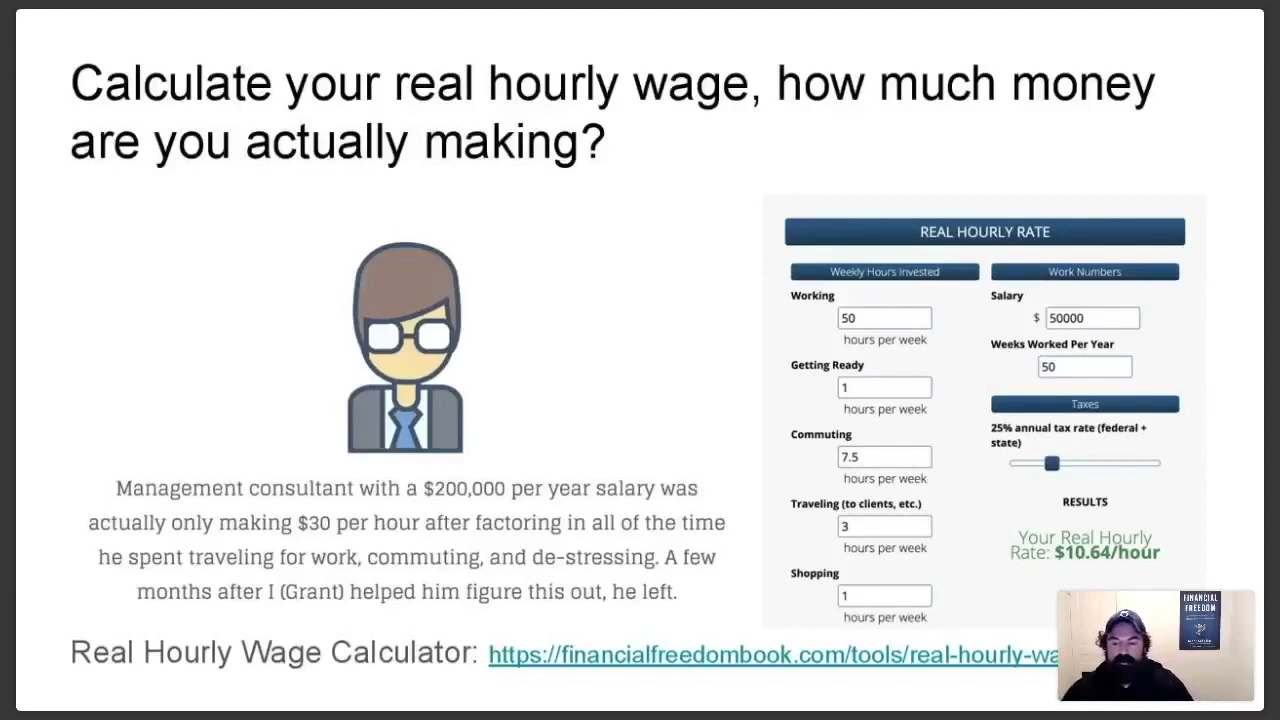 Calculate your real hourly wage, how much money
are you actually making?
Management consultant with a $200,000 per year salary was
actually only making $30 per hour after factoring in all of the time
he spent traveling for work, commuting, and de-stressing. A few
months after I (Grant) helped him figure this out, he left.
REAL HOURLY RATE
Weekly Hours Invested
Working
50
hours per week
Getting Ready
1
hours per week
Commuting
7.5
hours per week
Traveling (to clients, etc.)
3
hours per week
Shopping
1
hours per week
Work Numbers
Salary
$ 50000
Weeks Worked Per Year
50
Taxes
25% annual tax rate (federal +
state)
RESULTS
Your Real Hourly
Rate: $10.64/hour
Real Hourly Wage Calculator: https://financialfreedombook.com/tools/real-hourly-wa
FINANCIAL
FREEDOM